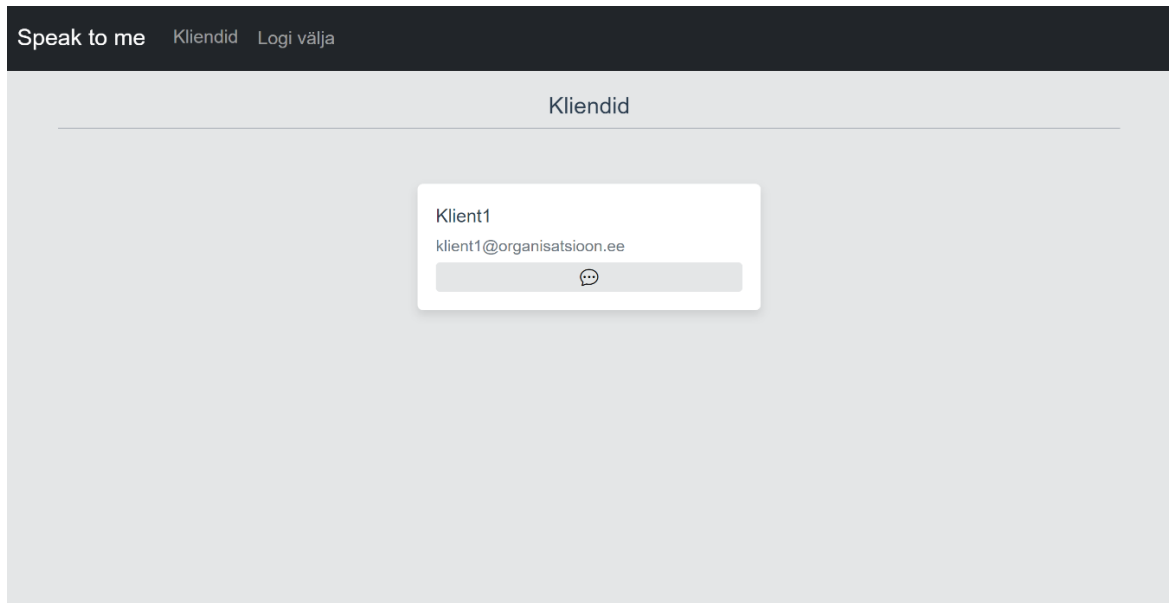 Speak to me Kliendid Logi välja
Kliendid
Klient1
klient1@organisatsioon.ee